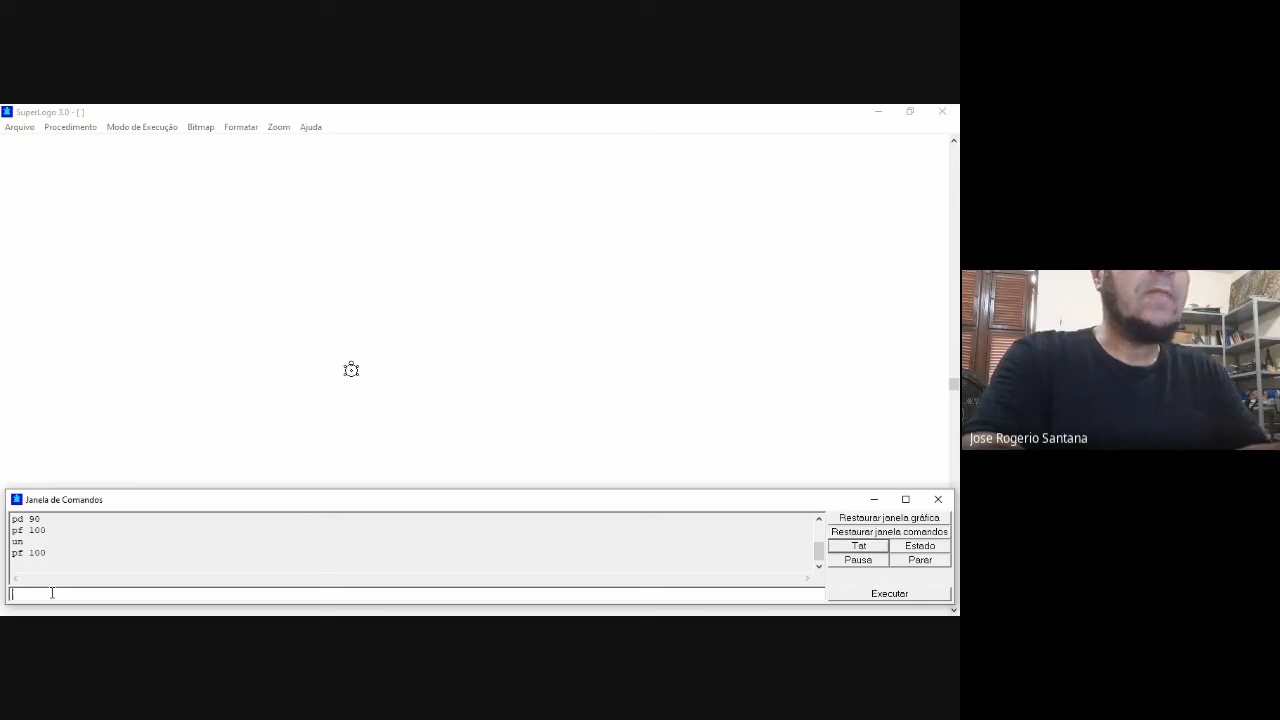 SuperLogo 3.0 - [ ]
Arquivo Procedimento Modo de Execução Bitmap Formatar Zoom Ajuda
Jose Rogerio Santana
Janela de Comandos
pd 90
pf 100
un
pf 100
Restaurar janela gráfica
Restaurar janela comandos
Tat Estado
Pausa Parar
Executar